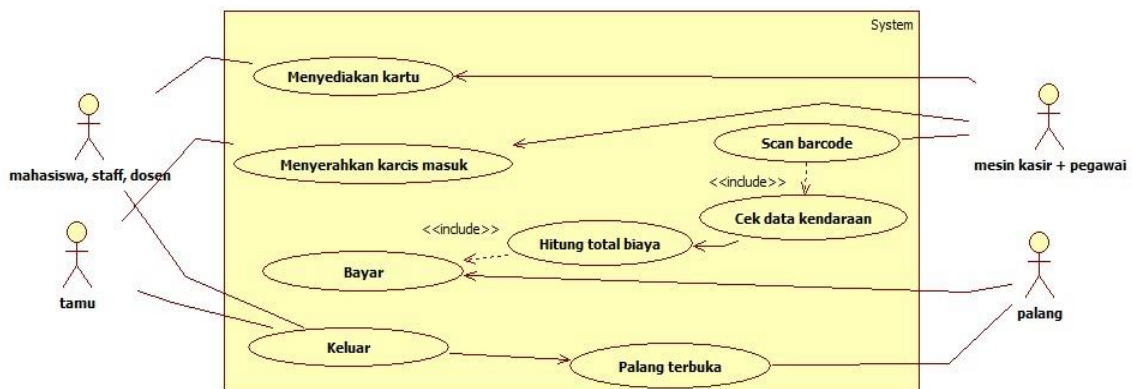 System
Menyediakan kartu
mahasiswa, staff, dosen
Menyerahkan karcis masuk
Scan barcode
mesin kasir + pegawai
<<include>>
Cek data kendaraan
<<include>>
Hitung total biaya
Bayar
tamu
palang
Keluar
Palang terbuka